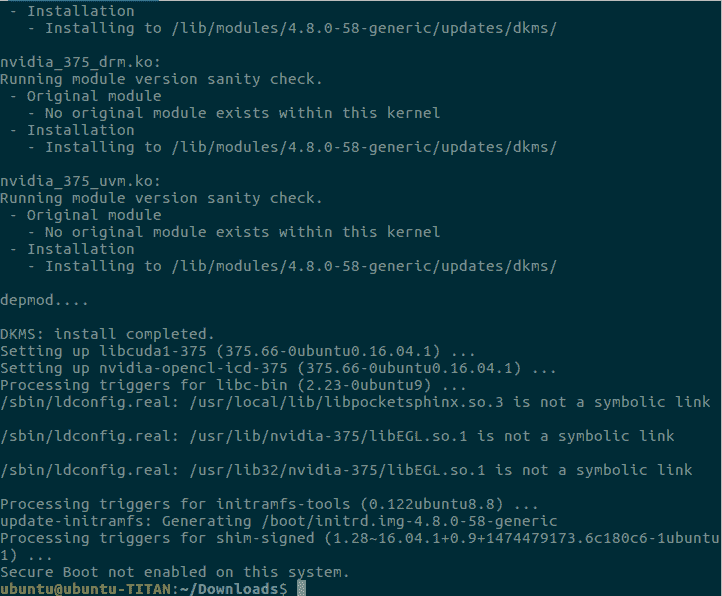 - Installation
- Installing to /lib/modules/4.8.0-58-generic/updates/dkms/
nvidia_375_drm.ko:
Running module version sanity check.
- Original module
- No original module exists within this kernel
- Installation
- Installing to /lib/modules/4.8.0-58-generic/updates/dkms/
nvidia_375_uvm.ko:
Running module version sanity check.
- Original module
- No original module exists within this kernel
- Installation
- Installing to /lib/modules/4.8.0-58-generic/updates/dkms/
depmod....
DKMS: install completed.
Setting up libcuda1-375 (375.66-0ubuntu0.16.04.1) ...
Setting up nvidia-opencl-icd-375 (375.66-0ubuntu0.16.04.1) ...
Processing triggers for libc-bin (2.23-0ubuntu9) ...
/sbin/ldconfig.real: /usr/local/lib/libpocketsphinx.so.3 is not a symbolic link
/sbin/ldconfig.real: /usr/lib/nvidia-375/libEGL.so.1 is not a symbolic link
/sbin/ldconfig.real: /usr/lib32/nvidia-375/libEGL.so.1 is not a symbolic link
Processing triggers for initramfs-tools (0.122ubuntu8.8) ...
update-initramfs: Generating /boot/initrd.img-4.8.0-58-generic
Processing triggers for shim-signed (1.28~16.04.1+0.9+1474479173.6c180c6-1ubuntu
1) ...
Secure Boot not enabled on this system.
ubuntu@ubuntu-TITAN:~/Downloads$